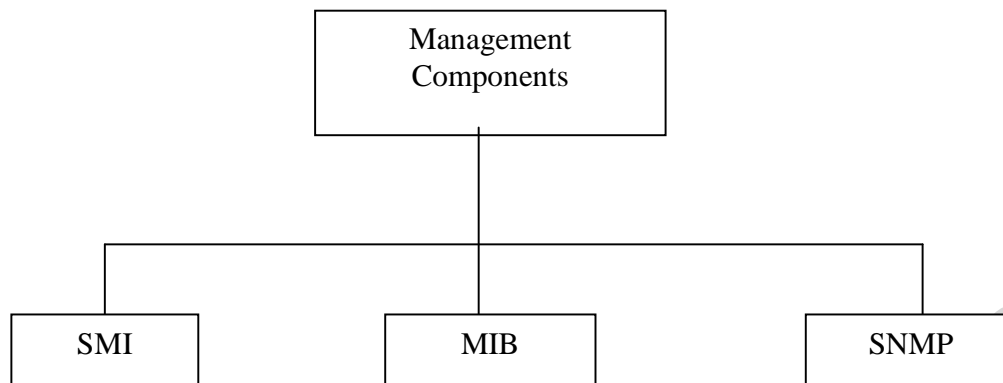 Management
Components
SMI
MIB
SNMP